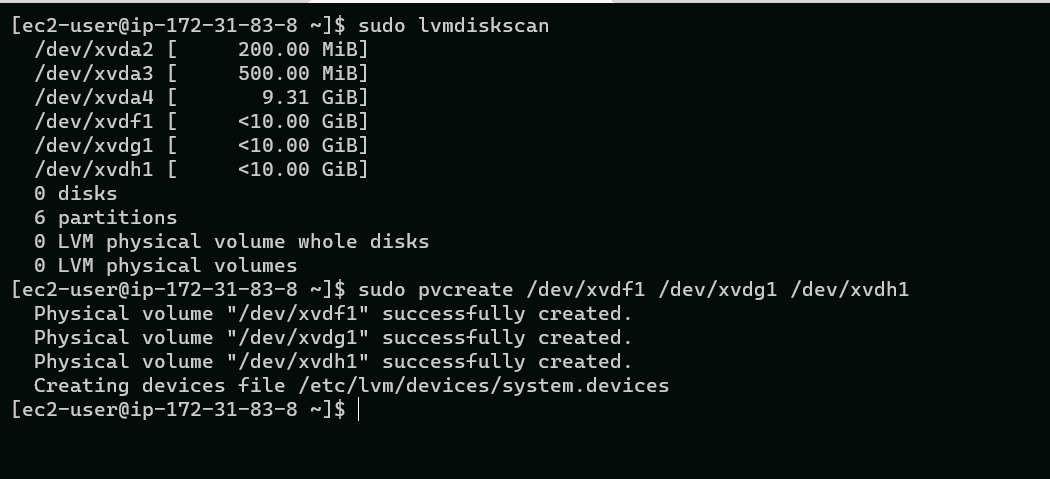 [ec2-user@ip-172-31-83-8 ~]$ sudo lvmdiskscan
  /dev/xvda2 [     200.00 MiB]
  /dev/xvda3 [     500.00 MiB]
  /dev/xvda4 [       9.31 GiB]
  /dev/xvdf1 [     <10.00 GiB]
  /dev/xvdg1 [     <10.00 GiB]
  /dev/xvdh1 [     <10.00 GiB]
  0 disks
  6 partitions
  0 LVM physical volume whole disks
  0 LVM physical volumes
[ec2-user@ip-172-31-83-8 ~]$ sudo pvcreate /dev/xvdf1 /dev/xvdg1 /dev/xvdh1
  Physical volume "/dev/xvdf1" successfully created.
  Physical volume "/dev/xvdg1" successfully created.
  Physical volume "/dev/xvdh1" successfully created.
  Creating devices file /etc/lvm/devices/system.devices
[ec2-user@ip-172-31-83-8 ~]$